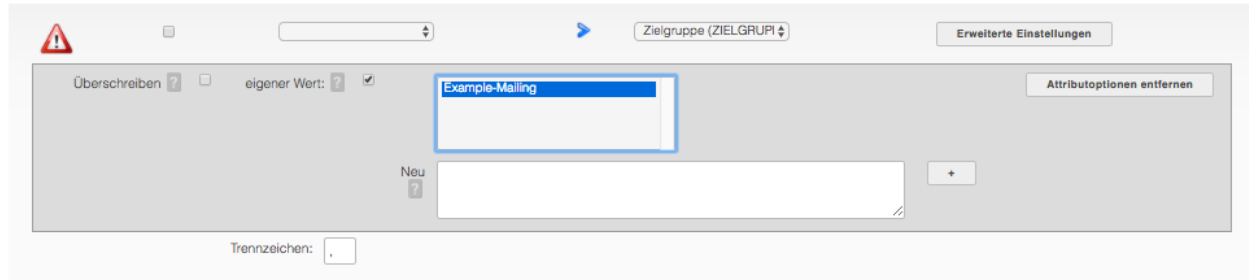 Zielgruppe (ZIELGRUPI
Erweiterte Einstellungen
Überschreiben ?
eigener Wert: ?
Example-Mailing
Attributoptionen entfernen
Neu
?
+
Trennzeichen: ,